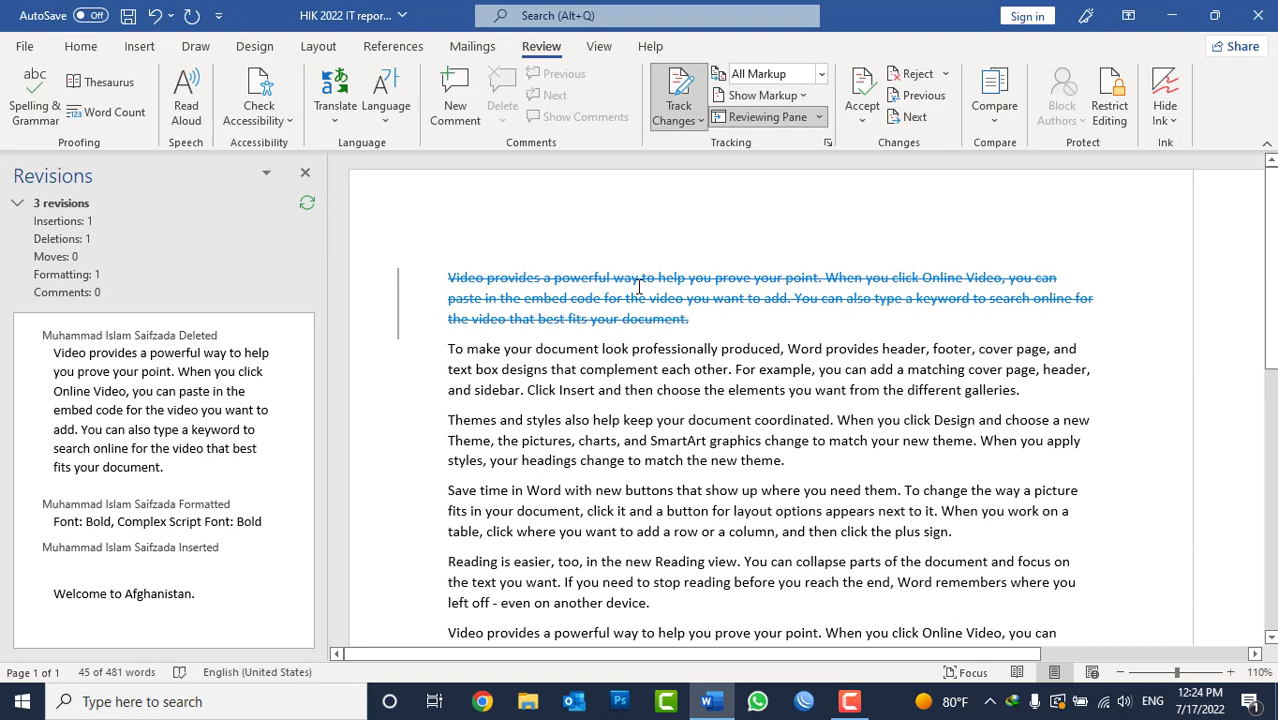 AutoSave Off
HIK 2022 IT repor...
Search (Alt+Q)
Sign in
File Home Insert Draw Design Layout References Mailings Review View Help
Share
abc
Spelling & Grammar
Thesaurus
Word Count
Proofing
Read Aloud
Speech
Check Accessibility
Accessibility
Translate
Language
Language
New Comment
Delete
Previous
Next
Show Comments
Comments
Track Changes
All Markup
Show Markup
Reviewing Pane
Tracking
Accept
Reject
Previous
Next
Changes
Compare
Compare
Block Authors
Restrict Editing
Protect
Hide Ink
Ink
Revisions
3 revisions
Insertions: 1
Deletions: 1
Moves: 0
Formatting: 1
Comments: 0
Muhammad Islam Saifzada Deleted
Video provides a powerful way to help
you prove your point. When you click
Online Video, you can paste in the
embed code for the video you want to
add. You can also type a keyword to
search online for the video that best
fits your document.
Muhammad Islam Saifzada Formatted
Font: Bold, Complex Script Font: Bold
Muhammad Islam Saifzada Inserted
Welcome to Afghanistan.
Video provides a powerful way to help you prove your point. When you click Online Video, you can
paste in the embed code for the video you want to add. You can also type a keyword to search online for
the video that best fits your document.
To make your document look professionally produced, Word provides header, footer, cover page, and
text box designs that complement each other. For example, you can add a matching cover page, header,
and sidebar. Click Insert and then choose the elements you want from the different galleries.
Themes and styles also help keep your document coordinated. When you click Design and choose a new
Theme, the pictures, charts, and SmartArt graphics change to match your new theme. When you apply
styles, your headings change to match the new theme.
Save time in Word with new buttons that show up where you need them. To change the way a picture
fits in your document, click it and a button for layout options appears next to it. When you work on a
table, click where you want to add a row or a column, and then click the plus sign.
Reading is easier, too, in the new Reading view. You can collapse parts of the document and focus on
the text you want. If you need to stop reading before you reach the end, Word remembers where you
left off - even on another device.
Video provides a powerful way to help you prove your point. When you click Online Video, you can
Page 1 of 1
45 of 481 words
English (United States)
Focus
110%
Type here to search
Ps
80°F
ENG
12:24 PM
7/17/2022
1